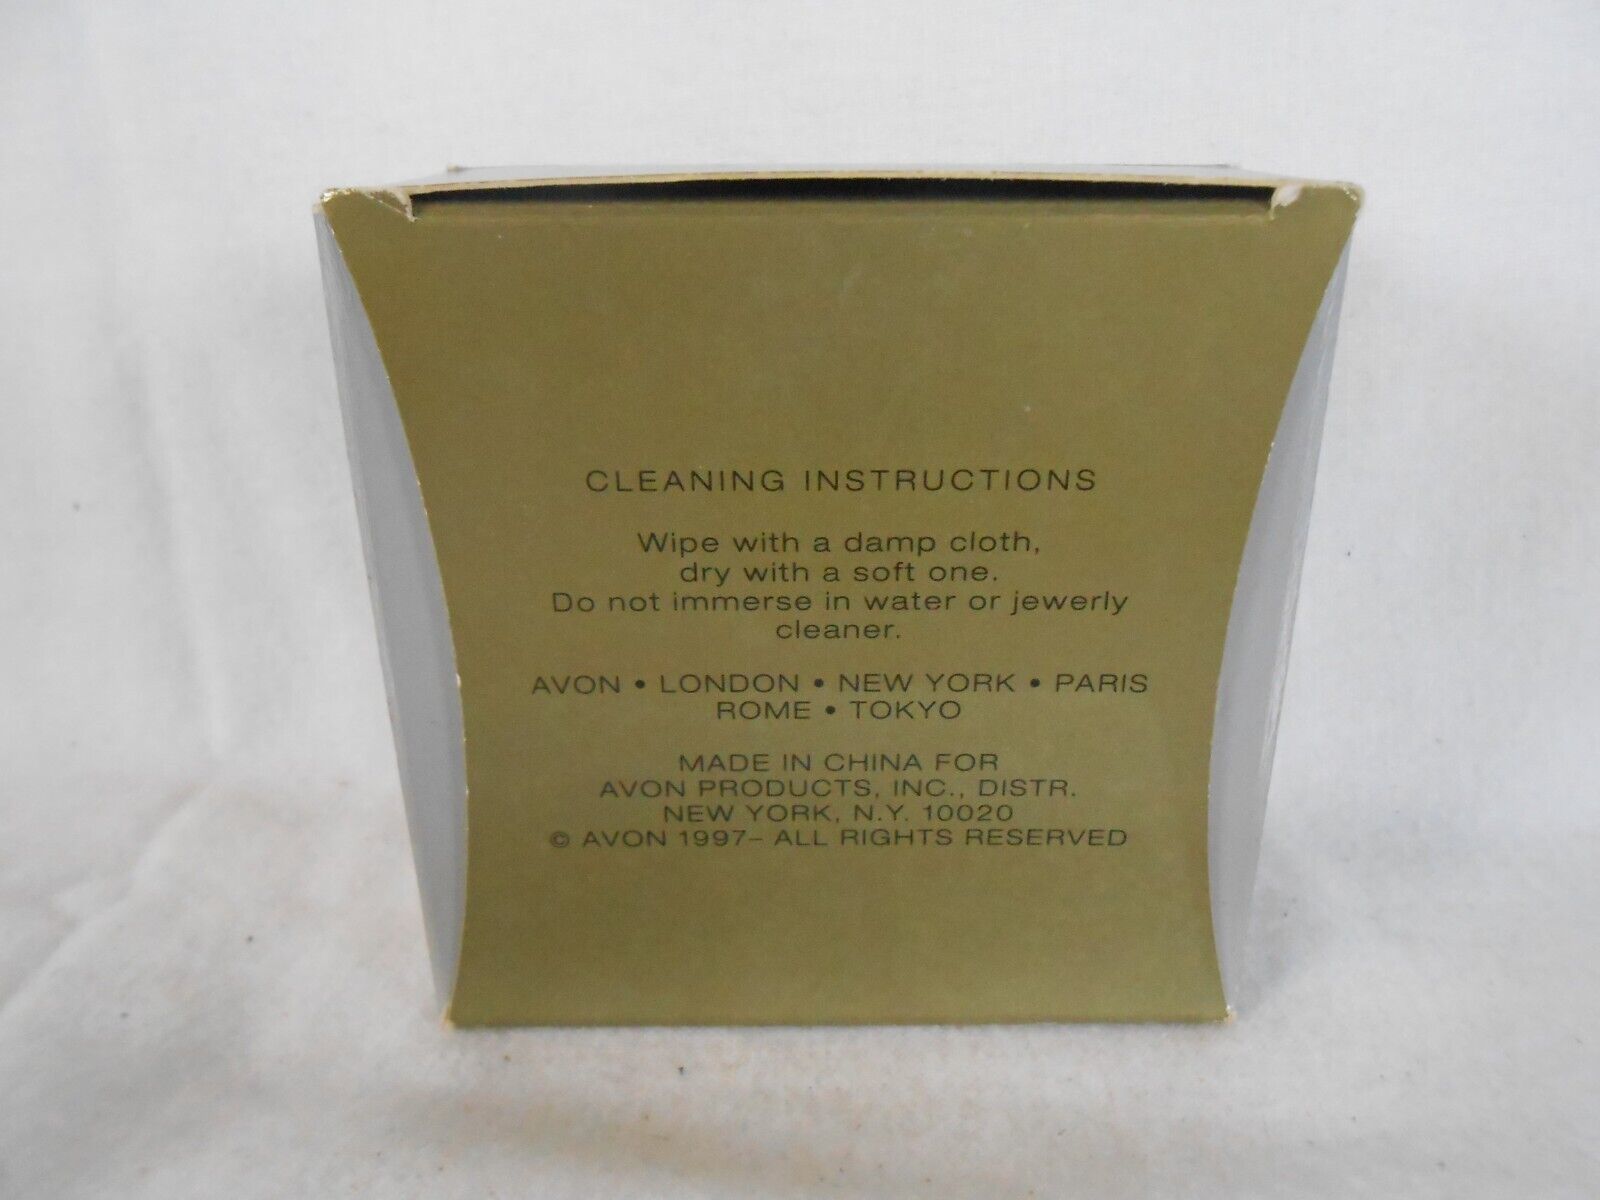 CLEANING INSTRUCTIONS
Wipe with a damp cloth,
dry with a soft one.
Do not immerse in water or jewerly
cleaner.
AVON • LONDON • NEW YORK • PARIS
ROME • TOKYO
MADE IN CHINA FOR
AVON PRODUCTS, INC., DISTR.
NEW YORK, N.Y. 10020
© AVON 1997– ALL RIGHTS RESERVED